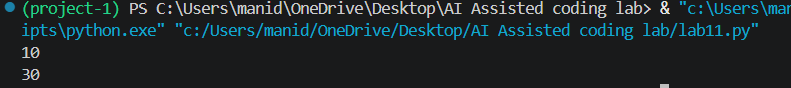 (project-1) PS C:\Users\manid\OneDrive\Desktop\AI Assisted coding lab> & "c:\Users\man
ipts\python.exe" "c:/Users/manid/OneDrive/Desktop/AI Assisted coding lab/lab11.py"
10
30